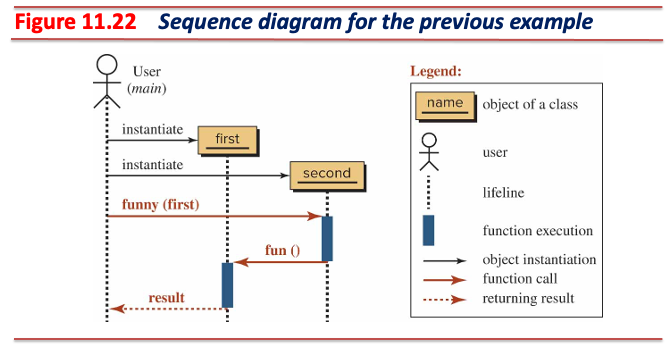 Figure 11.22 Sequence diagram for the previous example
User
(main)
Legend:
name
object of a class
instantiate
first
user
instantiate
second
lifeline
funny (first)
function execution
fun ()
object instantiation
function call
result
returning result